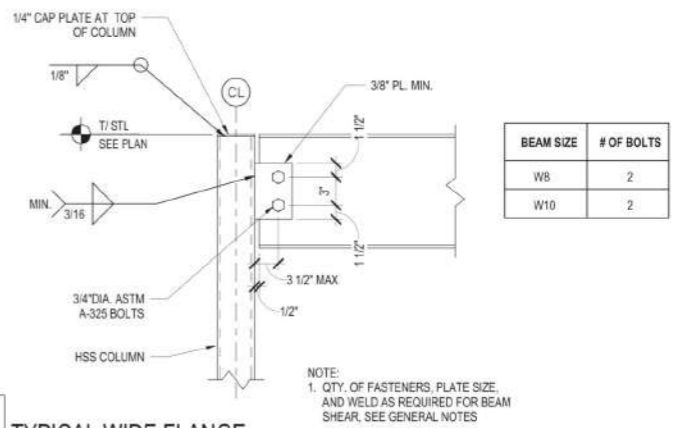 1/4" CAP PLATE AT TOP
OF COLUMN
1/8"
CL
3/8" PL. MIN.
T/ STL
SEE PLAN
1 1/2"
3"
1 1/2"
MIN.
3/16
3 1/2" MAX
1/2"
3/4"DIA. ASTM
A-325 BOLTS
HSS COLUMN
BEAM SIZE # OF BOLTS
W8 2
W10 2
NOTE:
1. QTY. OF FASTENERS, PLATE SIZE,
AND WELD AS REQUIRED FOR BEAM
SHEAR, SEE GENERAL NOTES
TYPICAL WIDE FLANGE